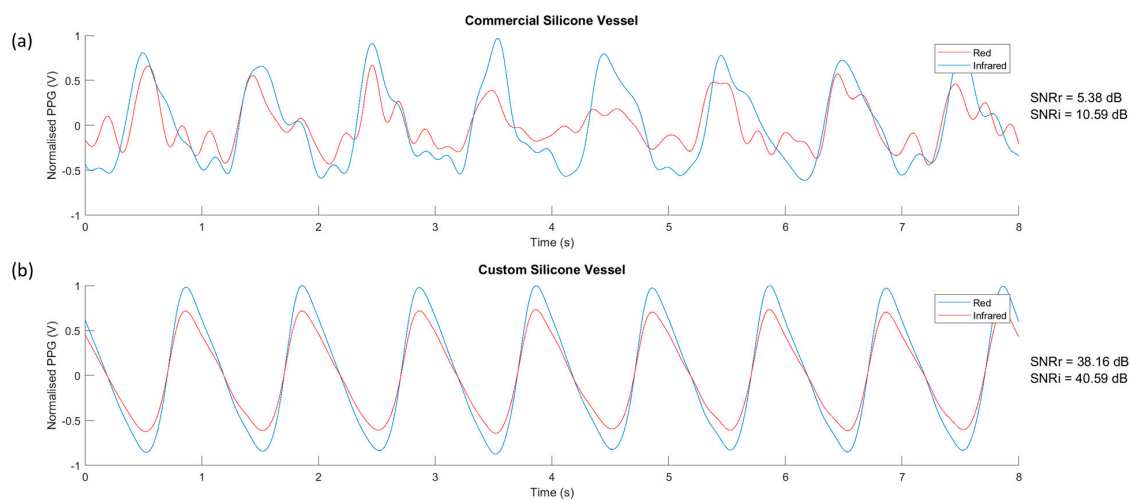 Commercial Silicone Vessel
(a)
1
0.5
0
-0.5
-1
Normalised PPG (V)
Red
Infrared
SNRr = 5.38 dB
SNRi = 10.59 dB
0 1 2 3 4 5 6 7 8
Time (s)
(b)
Custom Silicone Vessel
1
0.5
0
-0.5
-1
Normalised PPG (V)
Red
Infrared
SNRr = 38.16 dB
SNRi = 40.59 dB
0 1 2 3 4 5 6 7 8
Time (s)